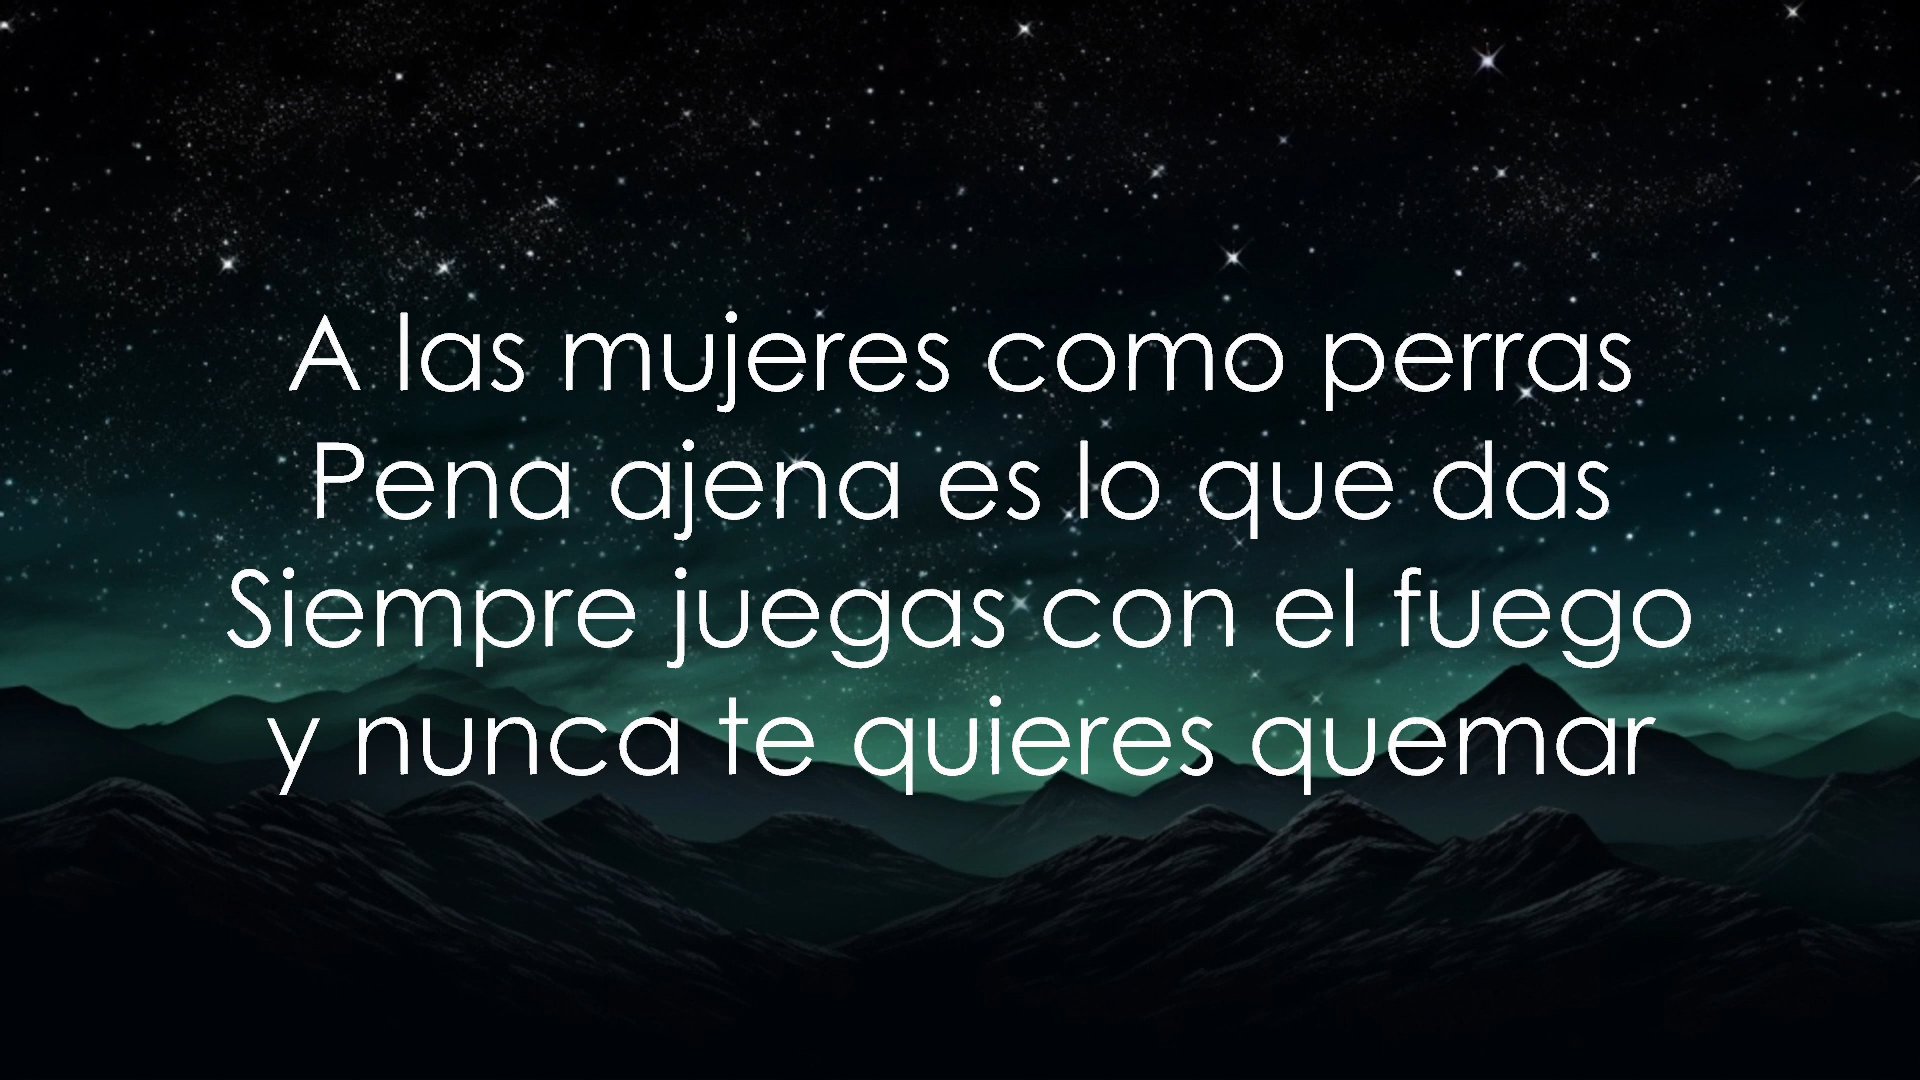 A las mujeres como perras
Pena ajena es lo que das
Siempre juegas con el fuego
y nunca te quieres quemar